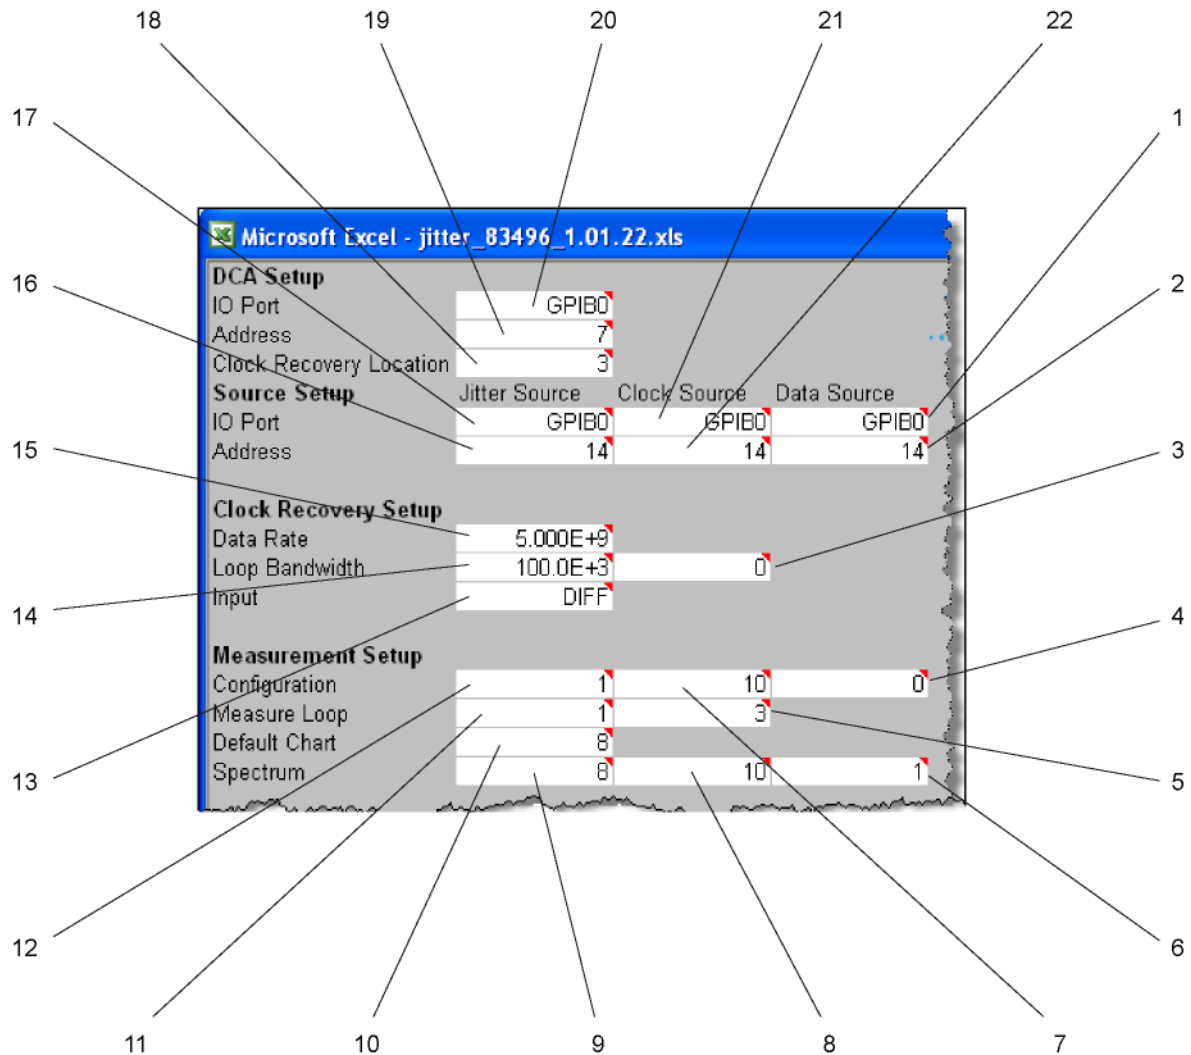 18 19 20 21 22
17 1
Microsoft Excel - jitter_83496_1.01.22.xls
DCA Setup
16 2
IO Port GPIB0
Address 7
Clock Recovery Location 3
Source Setup Jitter Source Clock Source Data Source
IO Port GPIB0 GPIB0 GPIB0
Address 14 14 14
15 3
Clock Recovery Setup
Data Rate 5.000E+9
Loop Bandwidth 100.0E+3 0
Input DIFF
14 4
Measurement Setup
Configuration 1 10 0
Measure Loop 1 3
Default Chart 8
Spectrum 8 10 1
13 5
12 6
11 10 9 8 7